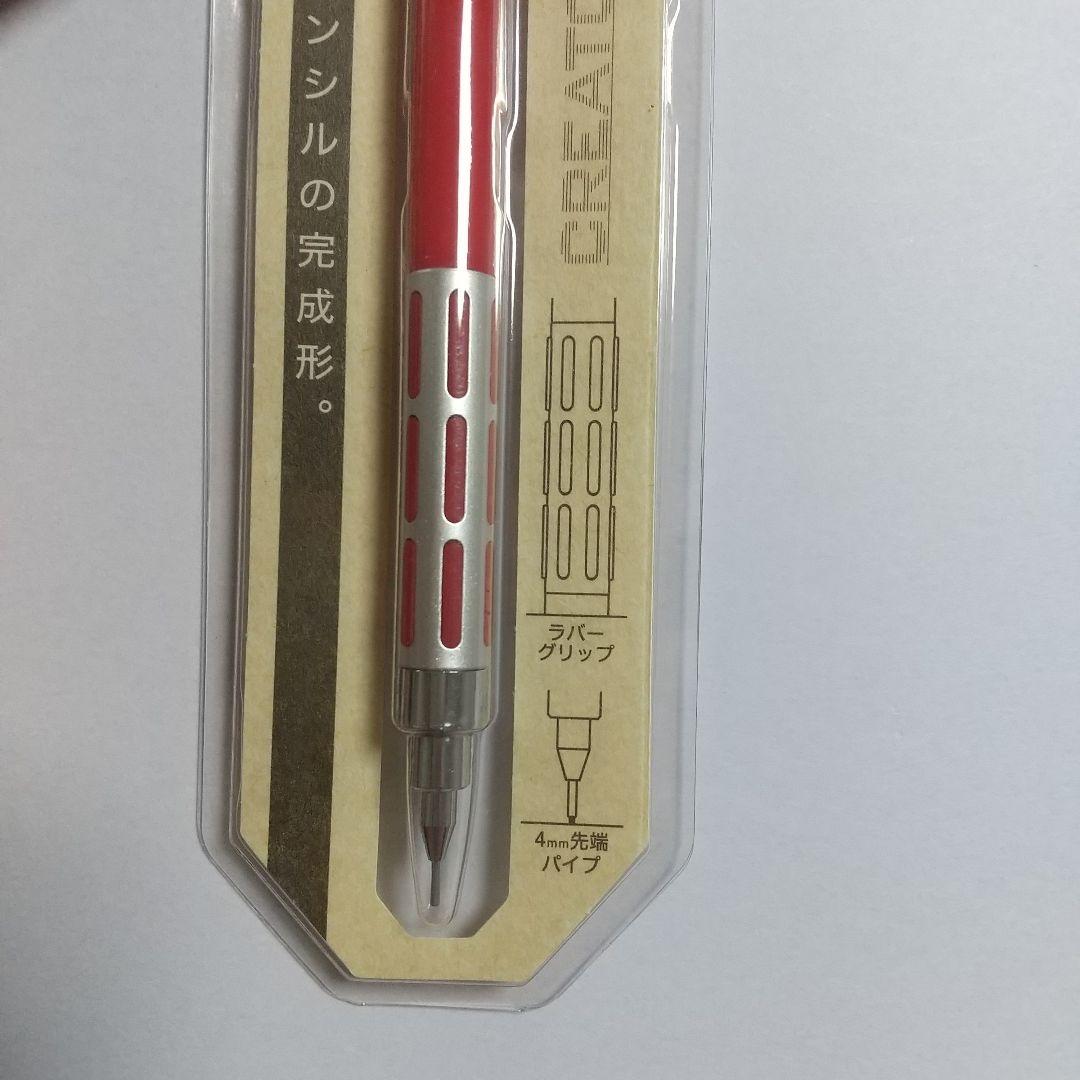 ンシルの完成形。
CREATO
ラバー
グリップ
4mm先端
パイプ